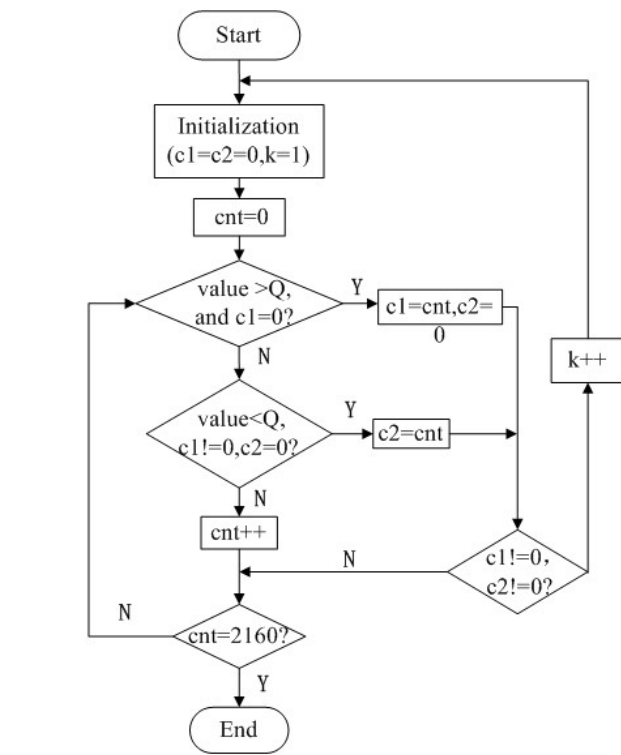 Start
Initialization
(c1=c2=0,k=1)
cnt=0
value >Q,
and c1=0?
Y
c1=cnt,c2=
0
N
k++
value<Q,
c1!=0,c2=0?
Y
c2=cnt
N
cnt++
c1!=0,
c2!=0?
N
cnt=2160?
N
Y
End